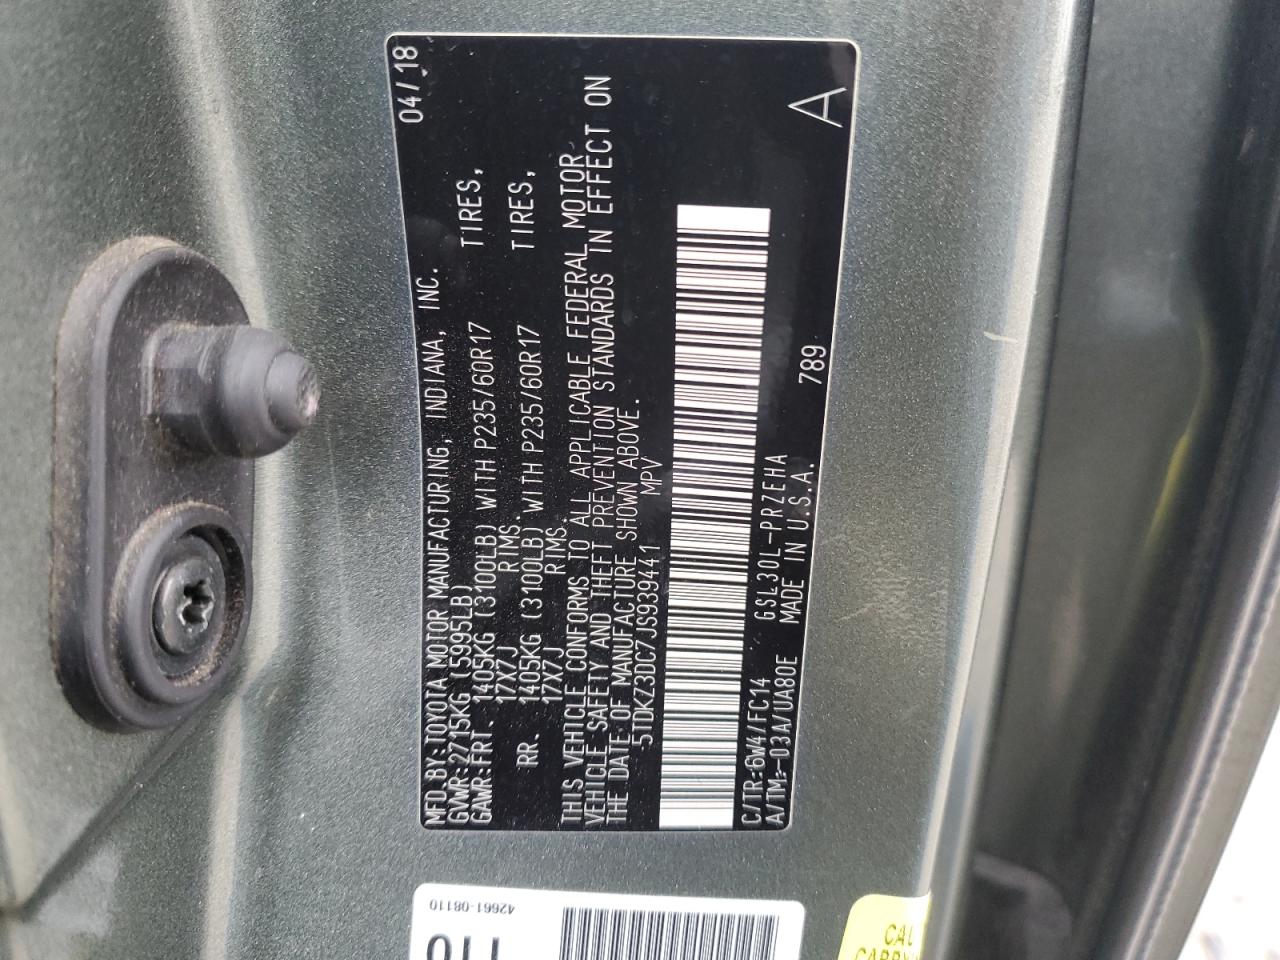 MFD.BY:TOYOTA MOTOR MANUFACTURING, INDIANA, INC. 04/18
GVWR:2715KG (5995LB)
GAWR:FRT. 1405KG (3100LB) WITH P235/60R17 TIRES,
17X7J RIMS.
RR. 1405KG (3100LB) WITH P235/60R17 TIRES,
17X7J RIMS.
THIS VEHICLE CONFORMS TO ALL APPLICABLE FEDERAL MOTOR
VEHICLE SAFETY AND THEFT PREVENTION STANDARDS IN EFFECT ON
THE DATE OF MANUFACTURE SHOWN ABOVE.
5TDKZ3DC7JS939441 MPV
C/TR:6W4/FC14 GSL30L-PRZEHA 789 A
A/TM:-03A/UA80E MADE IN U.S.A.
42661-08110